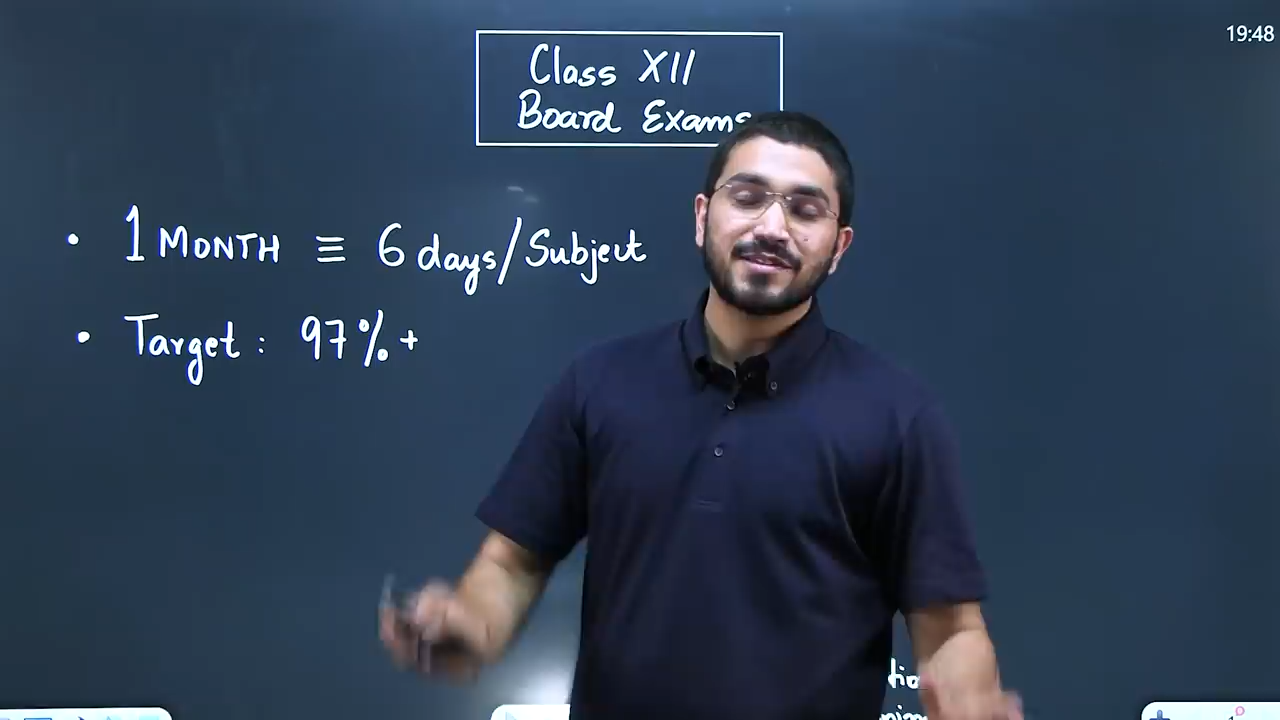 19:48
Class XII
Board Exams
• 1 MONTH ≡ 6 days/Subject
• Target : 97% +